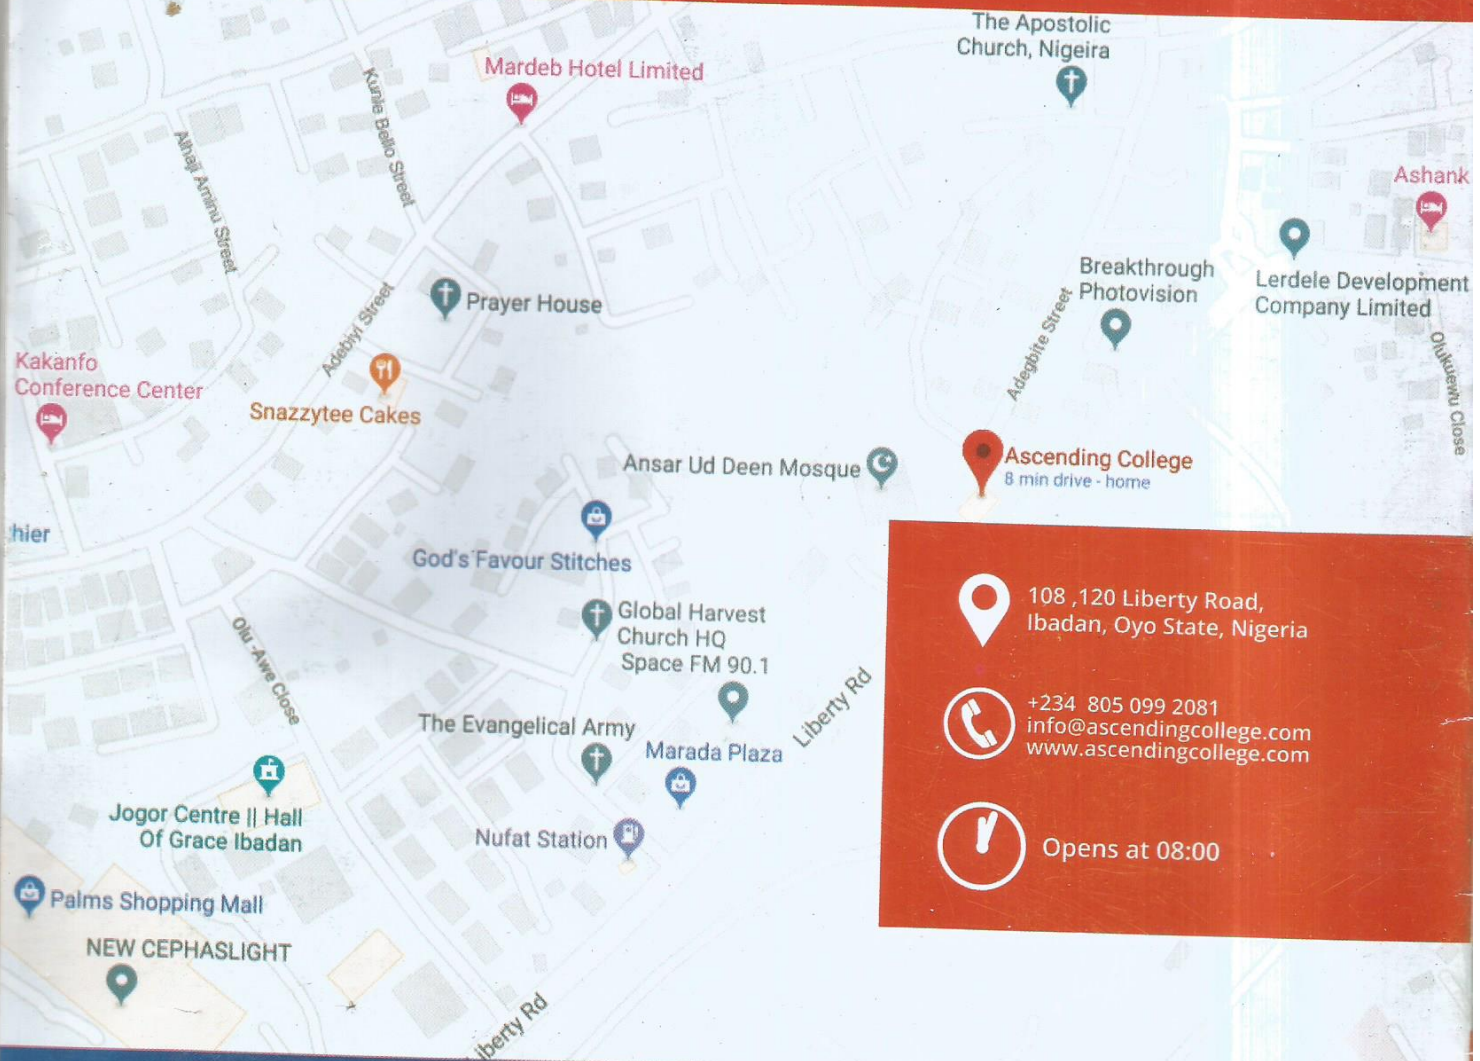 The Apostolic
Church, Nigeira
Mardeb Hotel Limited
Kunle Bello Street
Alhaji Aminu Street
Ashank
Breakthrough
Photovision
Lerdele Development
Company Limited
Prayer House
Adebiyi Street
Adegbite Street
Olukuewu Close
Kakanfo
Conference Center
Snazzytee Cakes
Ansar Ud Deen Mosque
Ascending College
8 min drive - home
hier
God's Favour Stitches
Global Harvest
Church HQ
Space FM 90.1
Olu -Awe Close
The Evangelical Army
Marada Plaza
Liberty Rd
Jogor Centre || Hall
Of Grace Ibadan
Nufat Station
Palms Shopping Mall
NEW CEPHASLIGHT
iberty Rd
108 ,120 Liberty Road,
Ibadan, Oyo State, Nigeria
+234 805 099 2081
info@ascendingcollege.com
www.ascendingcollege.com
Opens at 08:00